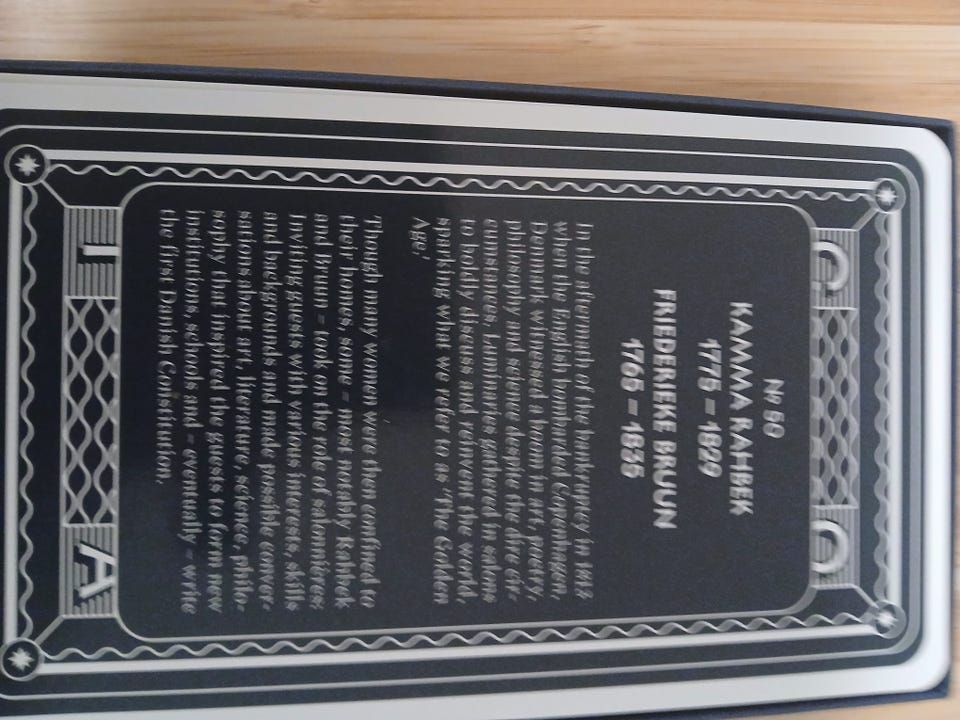 C O
Nº 59
KAMMA RAHBEK
1775 – 1829
FRIEDERIEKE BRUUN
1765 – 1835
In the aftermath of the bankruptcy in 1813
when the English bombarded Copenhagen,
Denmark witnessed a boom in art, poetry,
philosophy and science despite the dire cir-
cumstances. Luminaries gathered in salons
to boldly discuss and reinvent the world,
sparking what we refer to as 'The Golden
Age.'
Though many women were then confined to
their homes, some – most notably Rahbek
and Bruun – took on the role of salonnières:
Inviting guests with various interests, skills
and backgrounds and made possible conver-
sations about art, literature, science, philo-
sophy that inspired the guests to form new
institutions, schools and – eventually – write
the first Danish Constitution.
I A